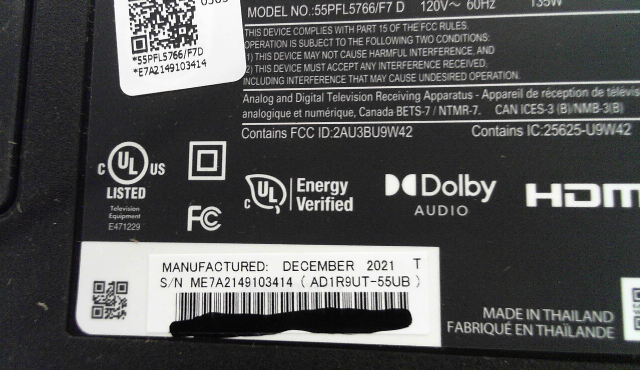 *55PFL5766/F7D
*E7A2149103414
MODEL NO.:55PFL5766/F7 D 120V~ 60Hz 135W
THIS DEVICE COMPLIES WITH PART 15 OF THE FCC RULES.
OPERATION IS SUBJECT TO THE FOLLOWING TWO CONDITIONS:
1) THIS DEVICE MAY NOT CAUSE HARMFUL INTERFERENCE, AND
2) THIS DEVICE MUST ACCEPT ANY INTERFERENCE RECEIVED,
INCLUDING INTERFERENCE THAT MAY CAUSE UNDESIRED OPERATION.
Analog and Digital Television Receiving Apparatus - Appareil de réception de télévis
analogique et numérique, Canada BETS-7 / NTMR-7. CAN ICES-3 (B)/NMB-3(B)
Contains FCC ID:2AU3BU9W42 Contains IC:25625-U9W42
C UL US
LISTED
Television
Equipment
E471229
FC
C UL Energy
Verified
Dolby
AUDIO
HDM
MANUFACTURED: DECEMBER 2021 T
S/N ME7A2149103414 (AD1R9UT-55UB)
MADE IN THAILAND
FABRIQUÉ EN THAÏLANDE